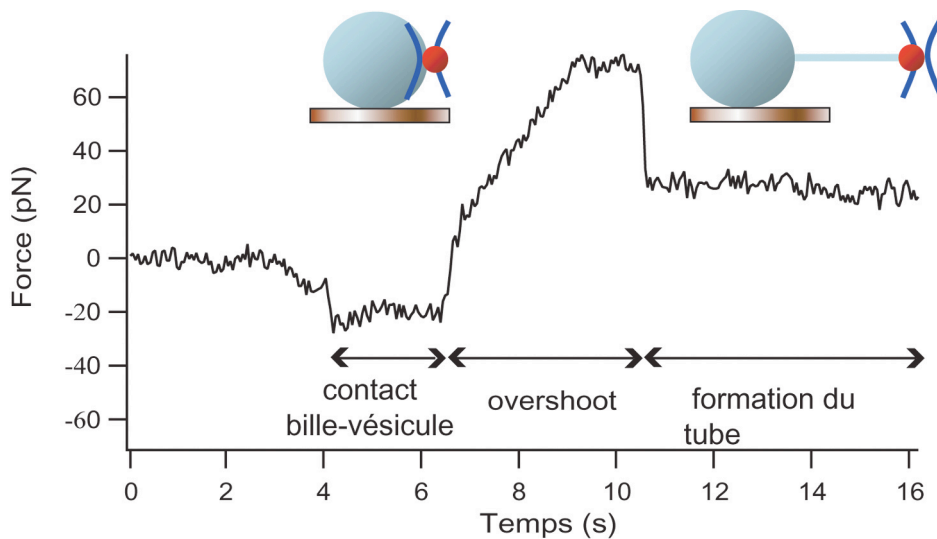 Force (pN)
60
40
20
0
-20
-40
-60
contact
bille-vésicule
overshoot
formation du
tube
0 2 4 6 8 10 12 14 16
Temps (s)